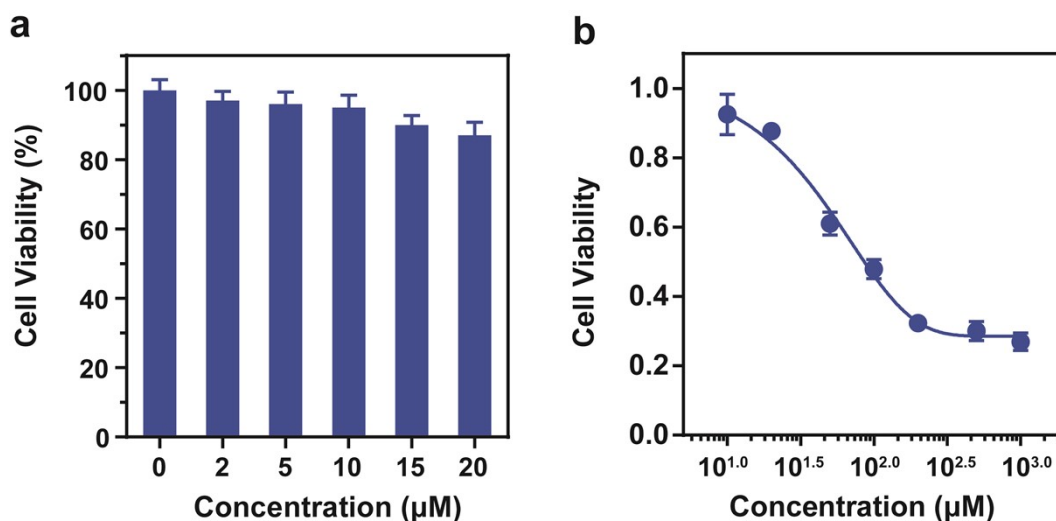 a
Cell Viability (%)
100
80
60
40
20
0
0 2 5 10 15 20
Concentration (μM)
b
Cell Viability
1.0
0.8
0.6
0.4
0.2
0.0
10^1.0 10^1.5 10^2.0 10^2.5 10^3.0
Concentration (μM)